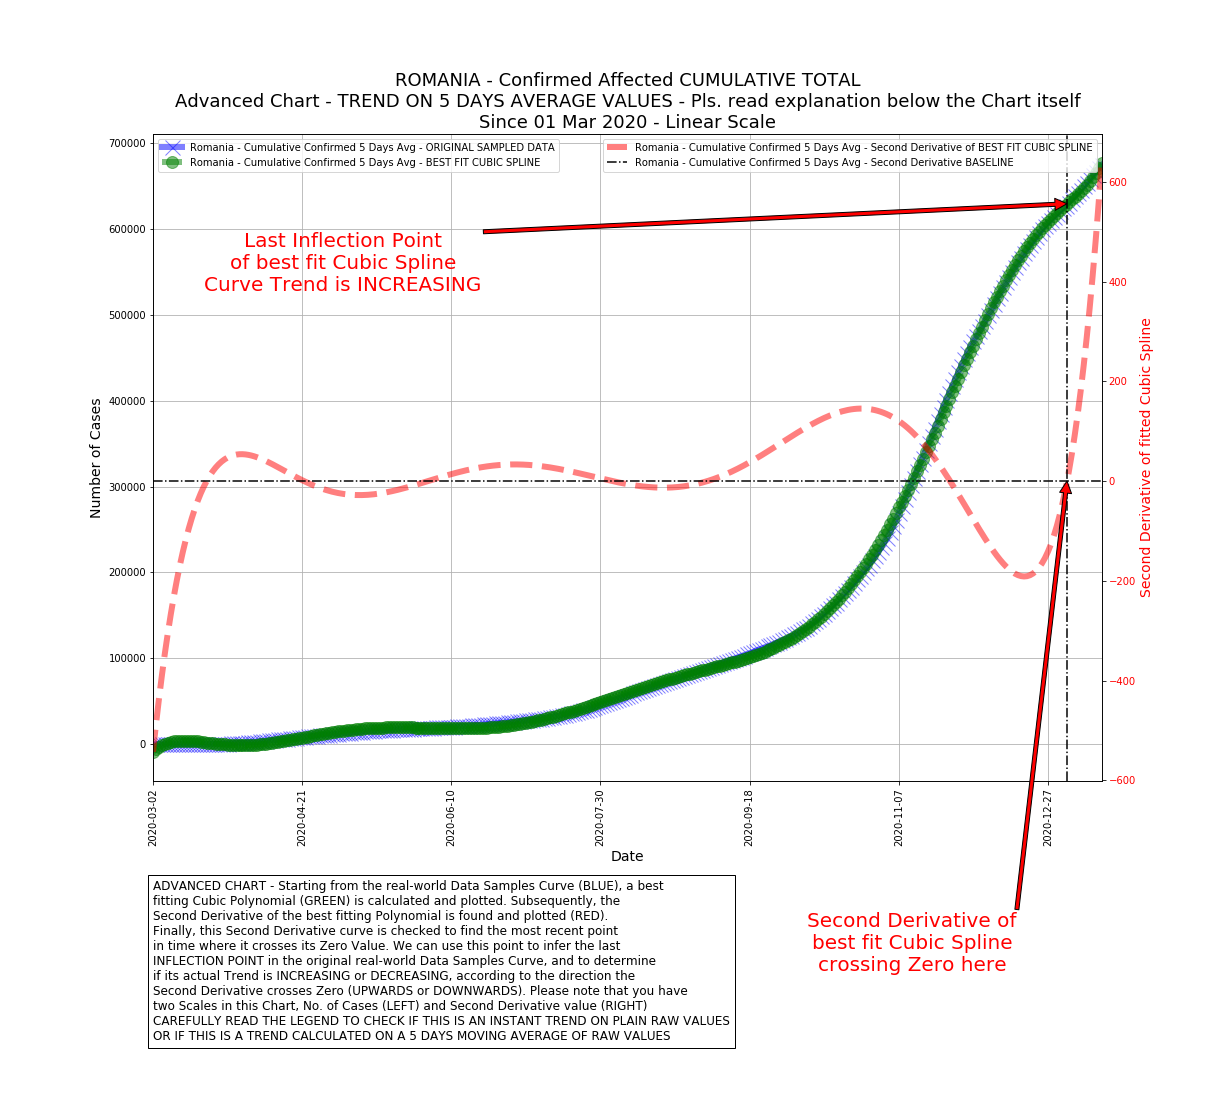 ROMANIA - Confirmed Affected CUMULATIVE TOTAL
Advanced Chart - TREND ON 5 DAYS AVERAGE VALUES - Pls. read explanation below the Chart itself
Since 01 Mar 2020 - Linear Scale
Romania - Cumulative Confirmed 5 Days Avg - ORIGINAL SAMPLED DATA
Romania - Cumulative Confirmed 5 Days Avg - BEST FIT CUBIC SPLINE
Romania - Cumulative Confirmed 5 Days Avg - Second Derivative of BEST FIT CUBIC SPLINE
Romania - Cumulative Confirmed 5 Days Avg - Second Derivative BASELINE
Last Inflection Point
of best fit Cubic Spline
Curve Trend is INCREASING
Number of Cases
700000
600000
500000
400000
300000
200000
100000
0
600
400
200
0
−200
−400
−600
Second Derivative of fitted Cubic Spline
2020-03-02
2020-04-21
2020-06-10
2020-07-30
2020-09-18
2020-11-07
2020-12-27
Date
ADVANCED CHART - Starting from the real-world Data Samples Curve (BLUE), a best
fitting Cubic Polynomial (GREEN) is calculated and plotted. Subsequently, the
Second Derivative of the best fitting Polynomial is found and plotted (RED).
Finally, this Second Derivative curve is checked to find the most recent point
in time where it crosses its Zero Value. We can use this point to infer the last
INFLECTION POINT in the original real-world Data Samples Curve, and to determine
if its actual Trend is INCREASING or DECREASING, according to the direction the
Second Derivative crosses Zero (UPWARDS or DOWNWARDS). Please note that you have
two Scales in this Chart, No. of Cases (LEFT) and Second Derivative value (RIGHT)
CAREFULLY READ THE LEGEND TO CHECK IF THIS IS AN INSTANT TREND ON PLAIN RAW VALUES
OR IF THIS IS A TREND CALCULATED ON A 5 DAYS MOVING AVERAGE OF RAW VALUES
Second Derivative of
best fit Cubic Spline
crossing Zero here